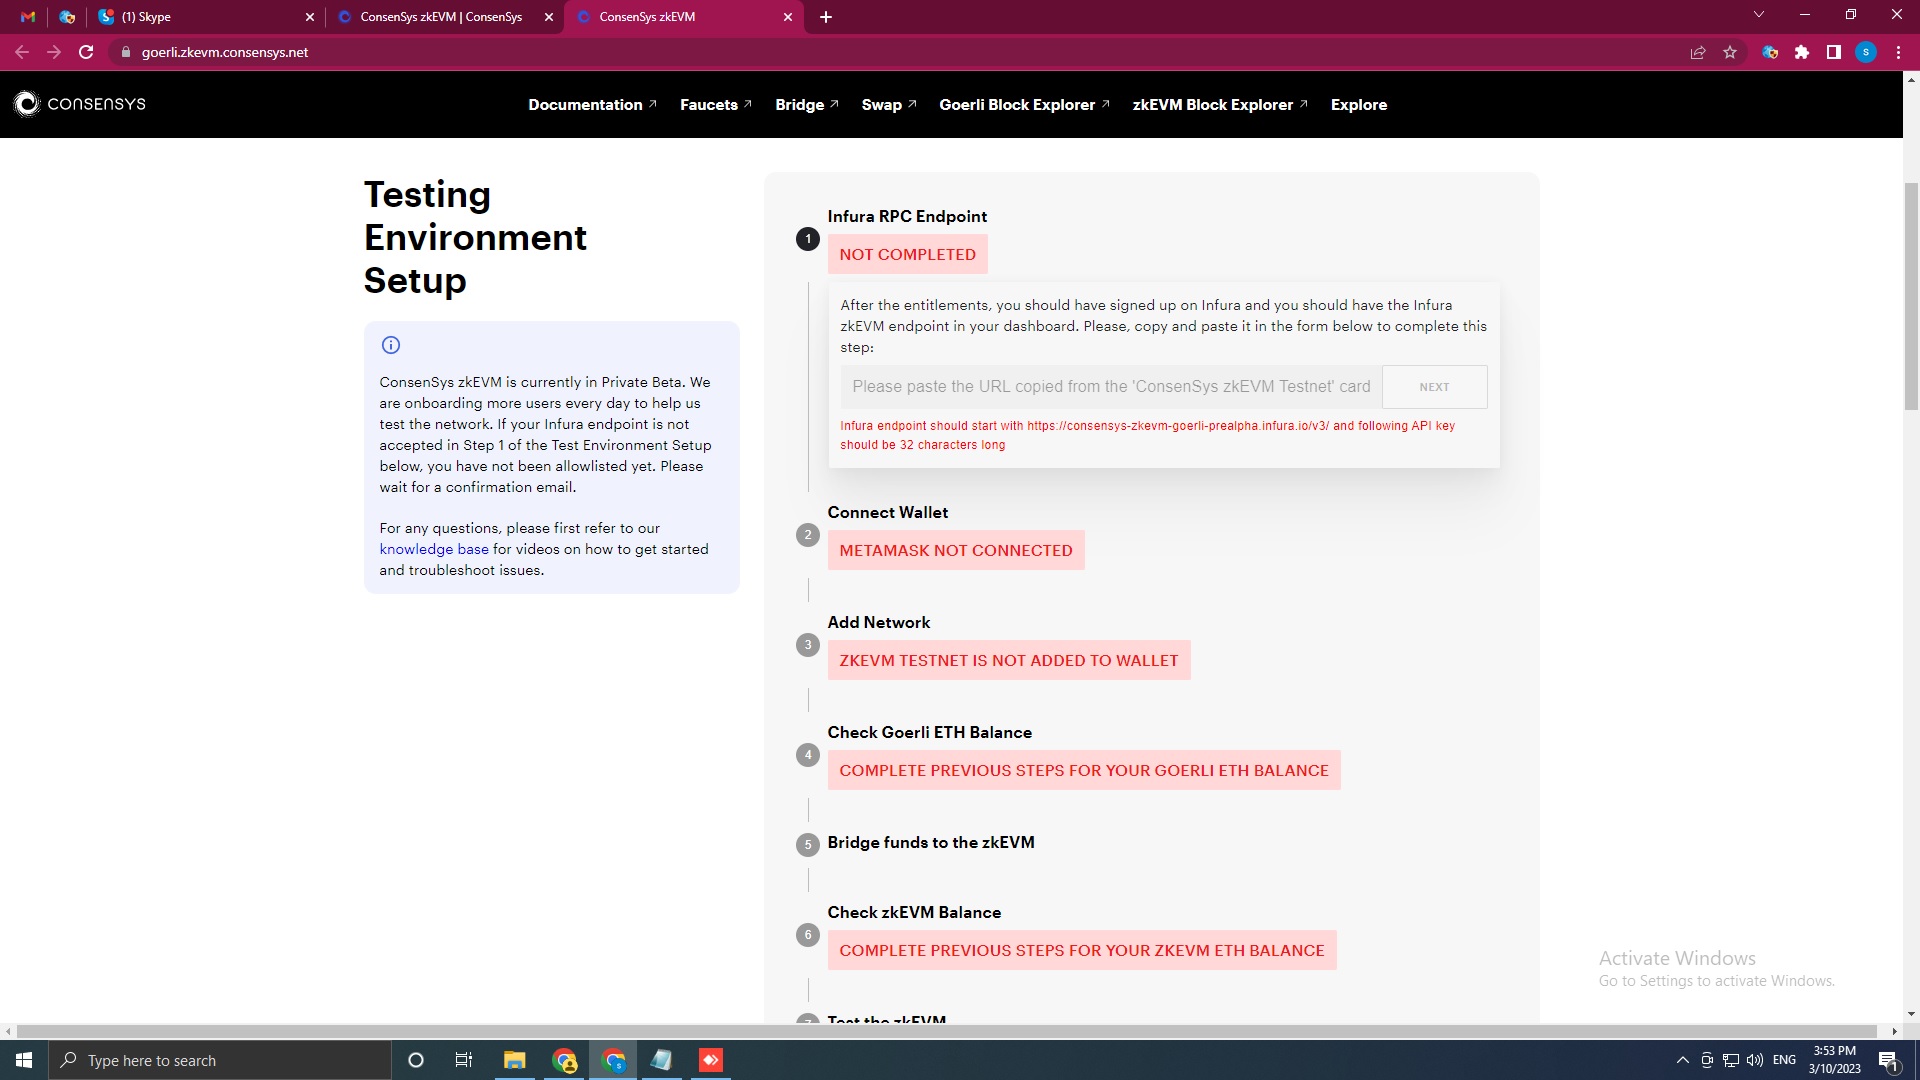 (1) Skype
ConsenSys zkEVM | ConsenSys
ConsenSys zkEVM
goerli.zkevm.consensys.net
S
CONSENSYS
Documentation
Faucets
Bridge
Swap
Goerli Block Explorer
zkEVM Block Explorer
Explore
Testing
Environment
Setup
ConsenSys zkEVM is currently in Private Beta. We
are onboarding more users every day to help us
test the network. If your Infura endpoint is not
accepted in Step 1 of the Test Environment Setup
below, you have not been allowlisted yet. Please
wait for a confirmation email.
For any questions, please first refer to our
knowledge base for videos on how to get started
and troubleshoot issues.
1
Infura RPC Endpoint
NOT COMPLETED
After the entitlements, you should have signed up on Infura and you should have the Infura
zkEVM endpoint in your dashboard. Please, copy and paste it in the form below to complete this
step:
Please paste the URL copied from the 'ConsenSys zkEVM Testnet' card
NEXT
Infura endpoint should start with https://consensys-zkevm-goerli-prealpha.infura.io/v3/ and following API key
should be 32 characters long
2
Connect Wallet
METAMASK NOT CONNECTED
3
Add Network
ZKEVM TESTNET IS NOT ADDED TO WALLET
4
Check Goerli ETH Balance
COMPLETE PREVIOUS STEPS FOR YOUR GOERLI ETH BALANCE
5
Bridge funds to the zkEVM
6
Check zkEVM Balance
COMPLETE PREVIOUS STEPS FOR YOUR ZKEVM ETH BALANCE
7
Test the zkEVM
Activate Windows
Go to Settings to activate Windows.
Type here to search
ENG
3:53 PM
3/10/2023
1